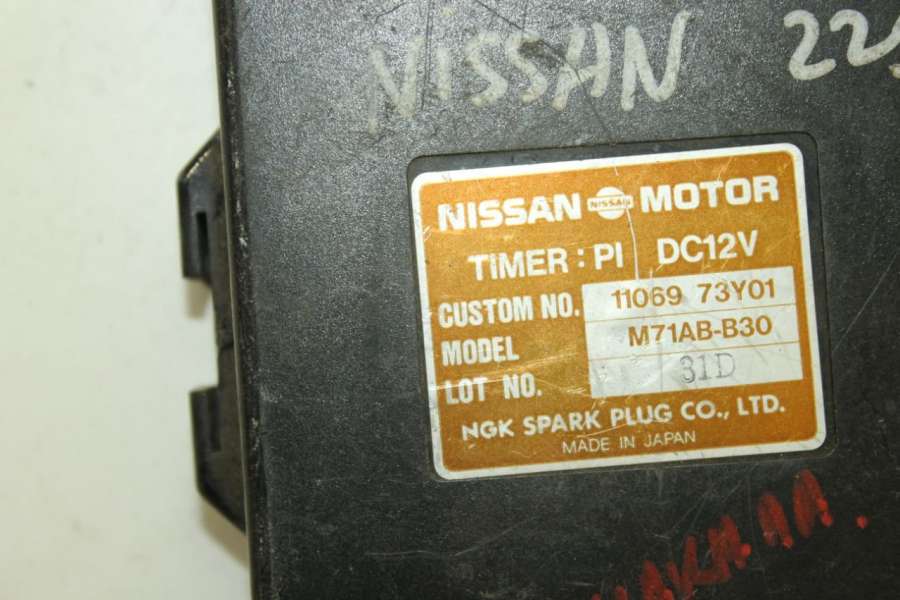 NISSAN 22
NISSAN NISSAN MOTOR
TIMER : PI DC12V
CUSTOM NO. 11069 73Y01
MODEL M71AB-B30
LOT NO. 31D
NGK SPARK PLUG CO., LTD.
MADE IN JAPAN